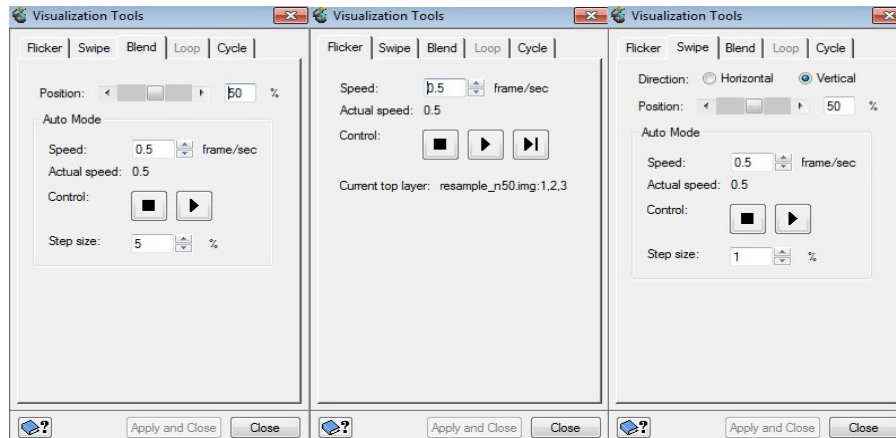 Visualization Tools
Flicker Swipe Blend Loop Cycle
Position: 50 %
Auto Mode
Speed: 0.5 frame/sec
Actual speed: 0.5
Control:
Step size: 5 %
? Apply and Close Close
Visualization Tools
Flicker Swipe Blend Loop Cycle
Speed: 0.5 frame/sec
Actual speed: 0.5
Control:
Current top layer: resample_n50.img:1,2,3
? Apply and Close Close
Visualization Tools
Flicker Swipe Blend Loop Cycle
Direction: Horizontal Vertical
Position: 50 %
Auto Mode
Speed: 0.5 frame/sec
Actual speed: 0.5
Control:
Step size: 1 %
? Apply and Close Close